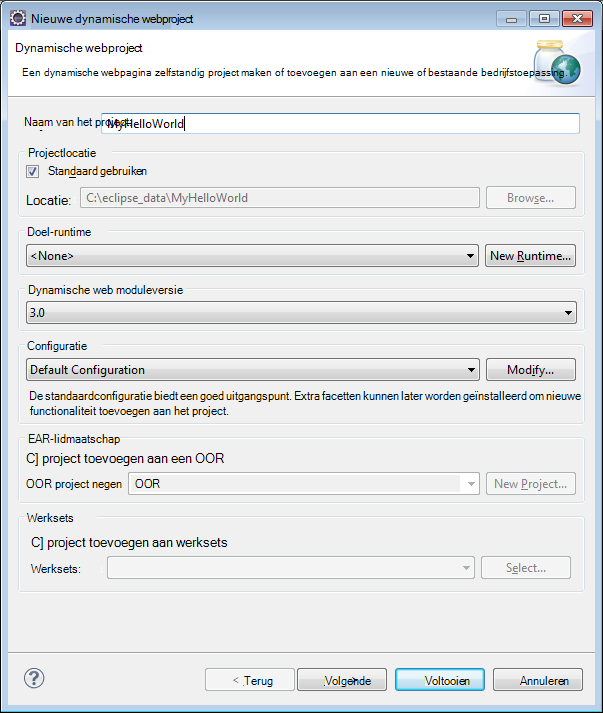 Nieuwe dynamische webproject
Dynamische webproject
Een dynamische webpagina zelfstandig project maken of toevoegen aan een nieuwe of bestaande bedrijfstoepassing.
Naam van het project: MyHelloWorld
Projectlocatie
Standaard gebruiken
Locatie: C:\eclipse_data\MyHelloWorld Browse...
Doel-runtime
<None> New Runtime...
Dynamische web moduleversie
3.0
Configuratie
Default Configuration Modify...
De standaardconfiguratie biedt een goed uitgangspunt. Extra facetten kunnen later worden geïnstalleerd om nieuwe
functionaliteit toevoegen aan het project.
EAR-lidmaatschap
C] project toevoegen aan een OOR
OOR project negen OOR New Project...
Werksets
C] project toevoegen aan werksets
Werksets: Select...
? < Terug Volgende > Voltooien Annuleren